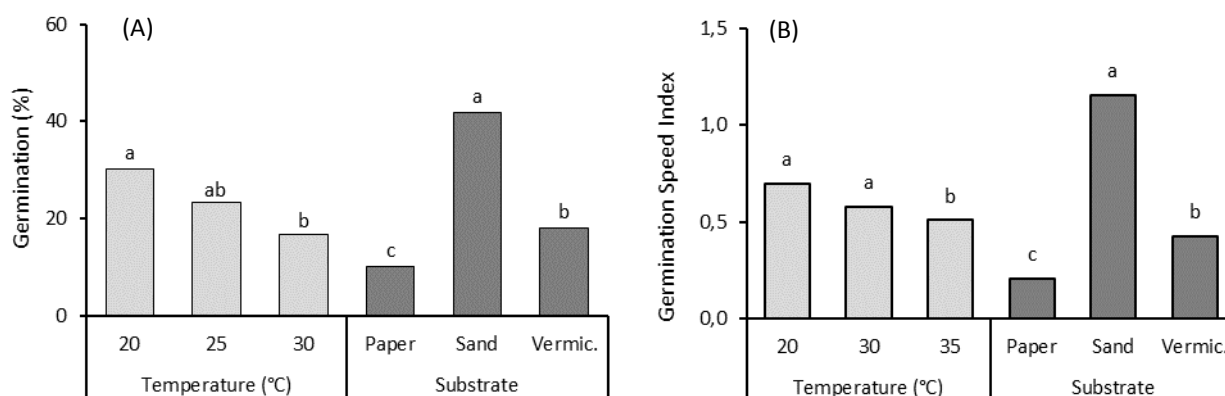 (A)
Germination (%)
60
40
20
0
a
ab
b
c
a
b
20 25 30 Paper Sand Vermic.
Temperature (°C) Substrate
(B)
Germination Speed Index
1,5
1,0
0,5
0,0
a
a
b
c
a
b
20 30 35 Paper Sand Vermic.
Temperature (°C) Substrate